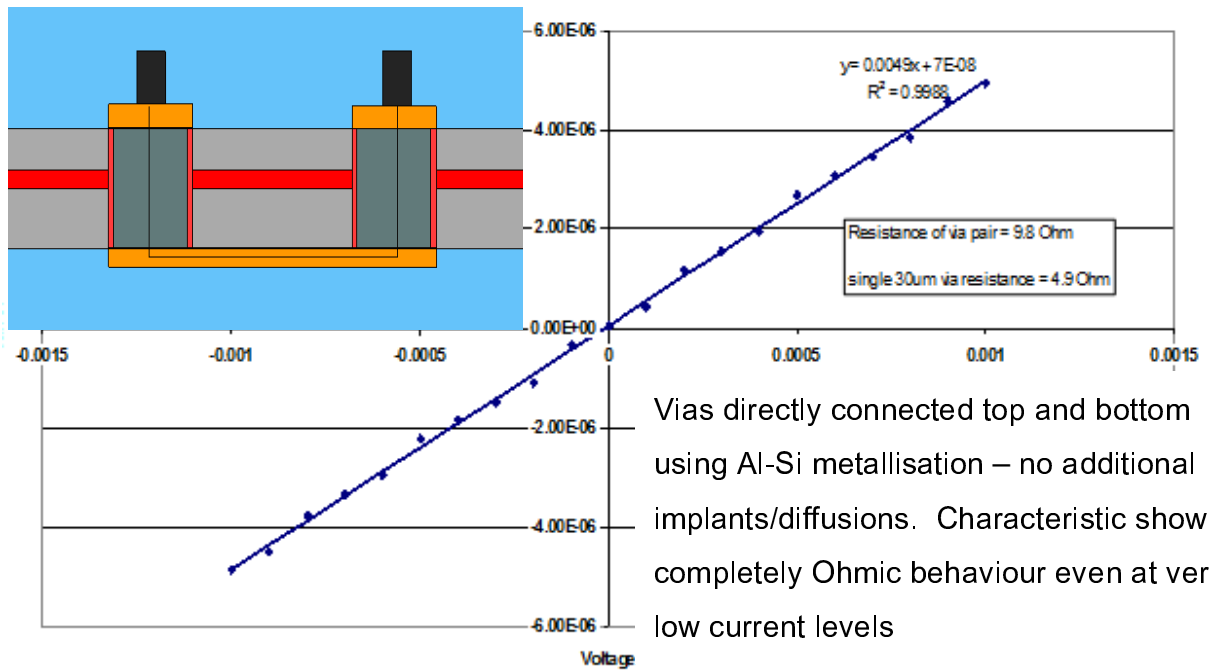 6.00E-06
y= 0.0049x + 7E-08
R² = 0.9988
4.00E-06
2.00E-06
Resistance of via pair = 9.8 Ohm
single 30um via resistance = 4.9 Ohm
0.00E+00
-0.0015 -0.001 -0.0005 0 0.0005 0.001 0.0015
Vias directly connected top and bottom
using Al-Si metallisation – no additional
implants/diffusions. Characteristic show
completely Ohmic behaviour even at ver
low current levels
-2.00E-06
-4.00E-06
-6.00E-06
Voltage